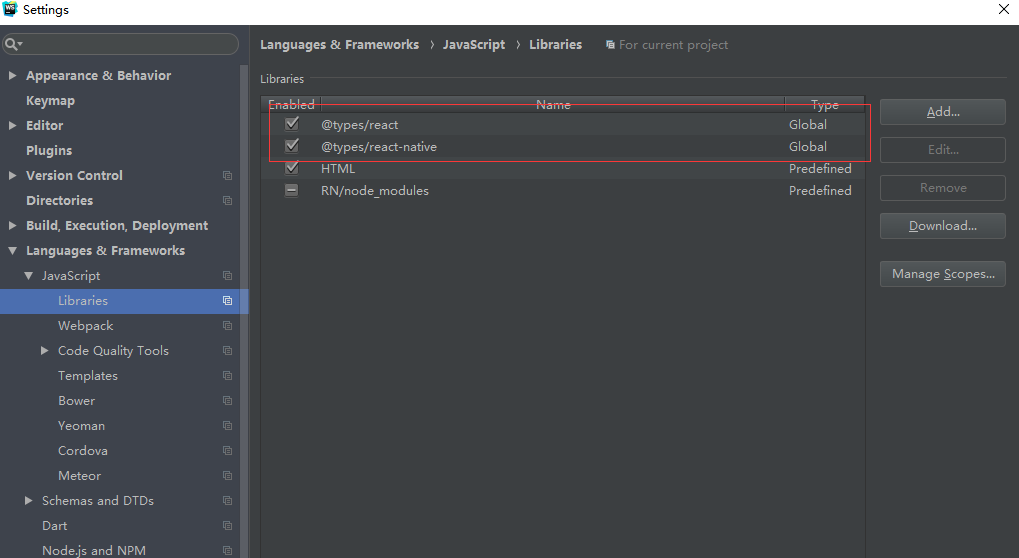 WS Settings
Appearance & Behavior
Keymap
Editor
Plugins
Version Control
Directories
Build, Execution, Deployment
Languages & Frameworks
JavaScript
Libraries
Webpack
Code Quality Tools
Templates
Bower
Yeoman
Cordova
Meteor
Schemas and DTDs
Dart
Node.js and NPM
Languages & Frameworks › JavaScript › Libraries For current project
Libraries
Enabled Name Type
@types/react Global
@types/react-native Global
HTML Predefined
RN/node_modules Predefined
Add...
Edit...
Remove
Download...
Manage Scopes...